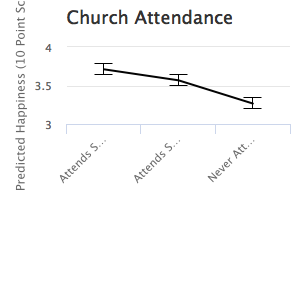 Church Attendance
Predicted Happiness (10 Point Sc
4
3.5
3
Attends S...
Attends S...
Never Att...